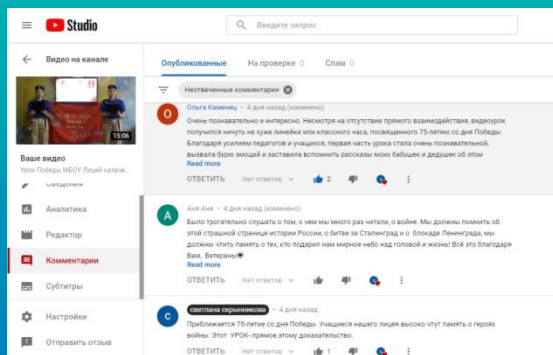 Studio
Введите запрос
Видео на канале
15:06
Ваше видео
Урок Победы МБОУ Лицей казаче...
Сведения
Аналитика
Редактор
Комментарии
Субтитры
Настройки
Отправить отзыв
Опубликованные На проверке 0 Спам 0
Неотвеченные комментарии
О
Ольга Каменец • 4 дня назад (изменено)
Очень познавательно и интересно. Несмотря на отсутствие прямого взаимодействия, видеоурок
получился ничуть не хуже линейки или классного часа, посвященного 75-летию со дня Победы.
Благодаря усилиям педагогов и учащихся, первая часть урока стала очень познавательной,
вызвала бурю эмоций и заставила вспомнить рассказы моих бабушек и дедушек об этом
Read more
ОТВЕТИТЬ Нет ответов 2
А
Аня Аня • 4 дня назад (изменено)
Было трогательно слушать о том, о чем мы много раз читали, о войне. Мы должны помнить об
этой страшной странице истории России, о битве за Сталинград и о блокаде Ленинграда, мы
должны чтить память о тех, кто подарил нам мирное небо над головой и жизнь! Всё это благодаря
Вам, Ветераны
Read more
ОТВЕТИТЬ Нет ответов
с
светлана скрынникова • 4 дня назад
Приближается 75-летие со дня Победы. Учащиеся нашего лицея высоко чтут память о героях
войны. Этот УРОК- прямое этому доказательство.
ОТВЕТИТЬ Нет ответов 1